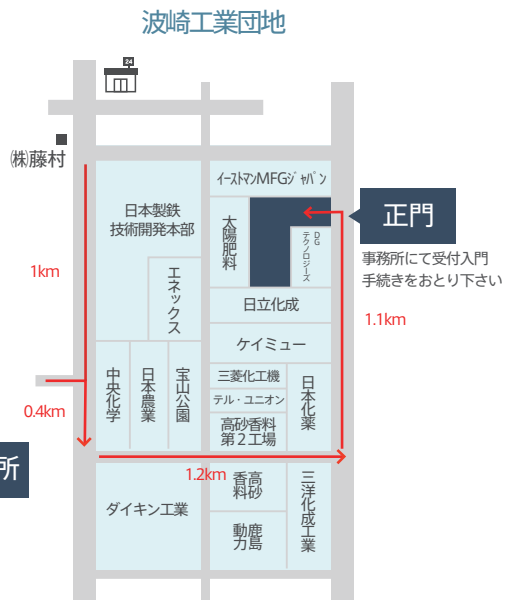 波崎工業団地
24
㈱藤村
イーストマンMFGジャパン
日本製鉄
技術開発本部
太陽肥料
DG
テクノロジーズ
正門
事務所にて受付入門
手続きをおとり下さい
エネックス
1km
日立化成
1.1km
ケイミュー
中央化学
日本農業
宝山公園
三菱化工機
日本化薬
テル・ユニオン
0.4km
高砂香料
第２工場
所
1.2km
高砂
香料
三洋化成工業
ダイキン工業
鹿島
動力